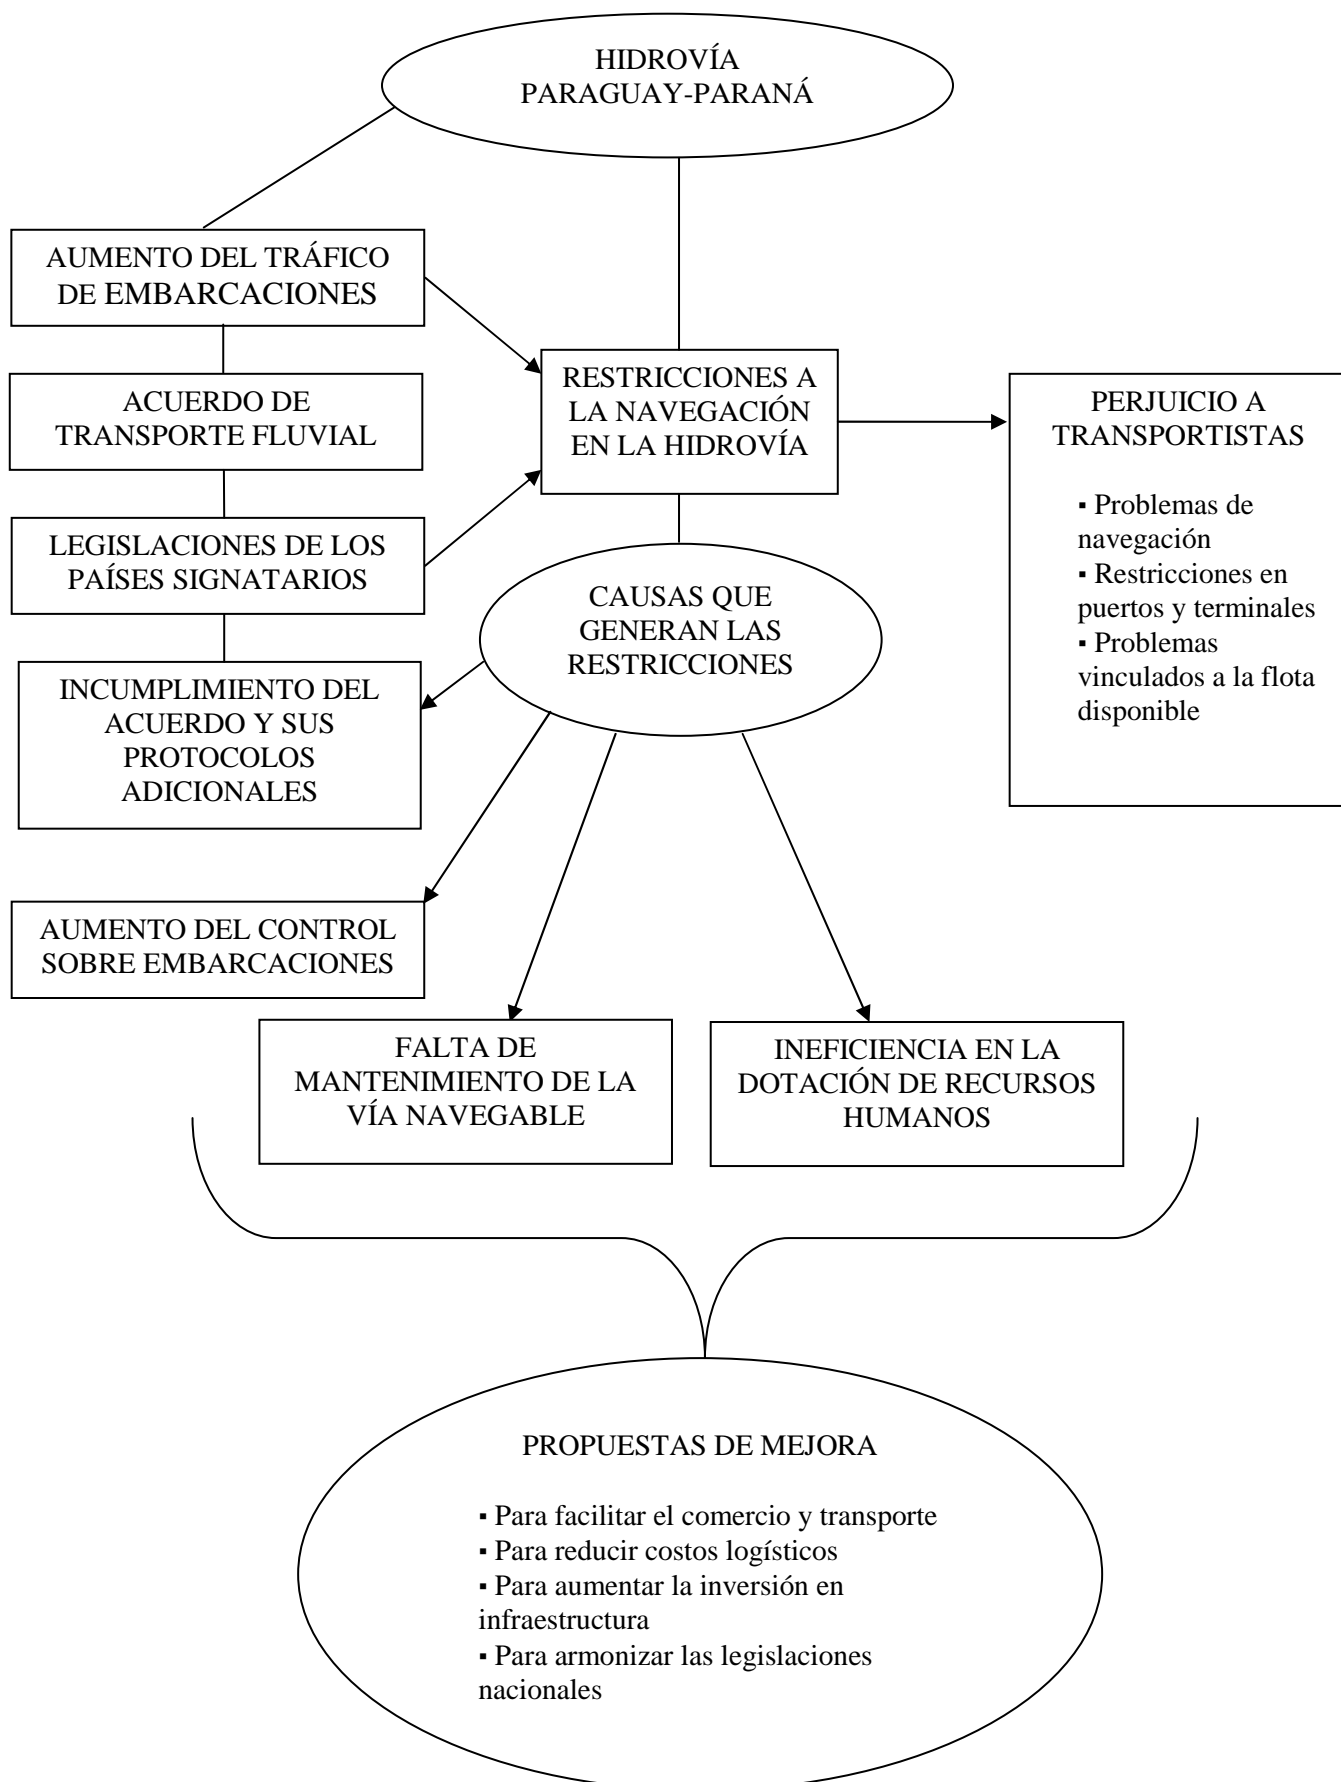 HIDROVÍA
PARAGUAY-PARANÁ
AUMENTO DEL TRÁFICO
DE EMBARCACIONES
ACUERDO DE
TRANSPORTE FLUVIAL
LEGISLACIONES DE LOS
PAÍSES SIGNATARIOS
INCUMPLIMIENTO DEL
ACUERDO Y SUS
PROTOCOLOS
ADICIONALES
RESTRICCIONES A
LA NAVEGACIÓN
EN LA HIDROVÍA
PERJUICIO A
TRANSPORTISTAS
▪ Problemas de
navegación
▪ Restricciones en
puertos y terminales
▪ Problemas
vinculados a la flota
disponible
CAUSAS QUE
GENERAN LAS
RESTRICCIONES
AUMENTO DEL CONTROL
SOBRE EMBARCACIONES
FALTA DE
MANTENIMIENTO DE LA
VÍA NAVEGABLE
INEFICIENCIA EN LA
DOTACIÓN DE RECURSOS
HUMANOS
PROPUESTAS DE MEJORA
▪ Para facilitar el comercio y transporte
▪ Para reducir costos logísticos
▪ Para aumentar la inversión en
infraestructura
▪ Para armonizar las legislaciones
nacionales